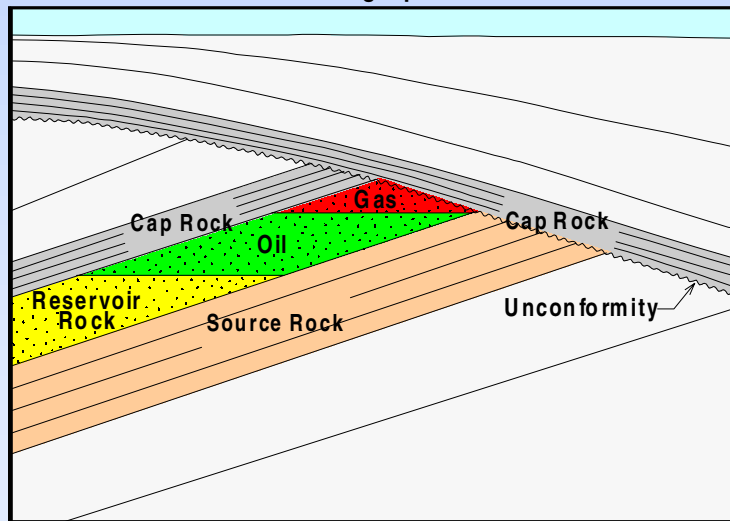 Gas
Cap Rock
Cap Rock
Oil
Reservoir
Rock
Source Rock
Unconformity